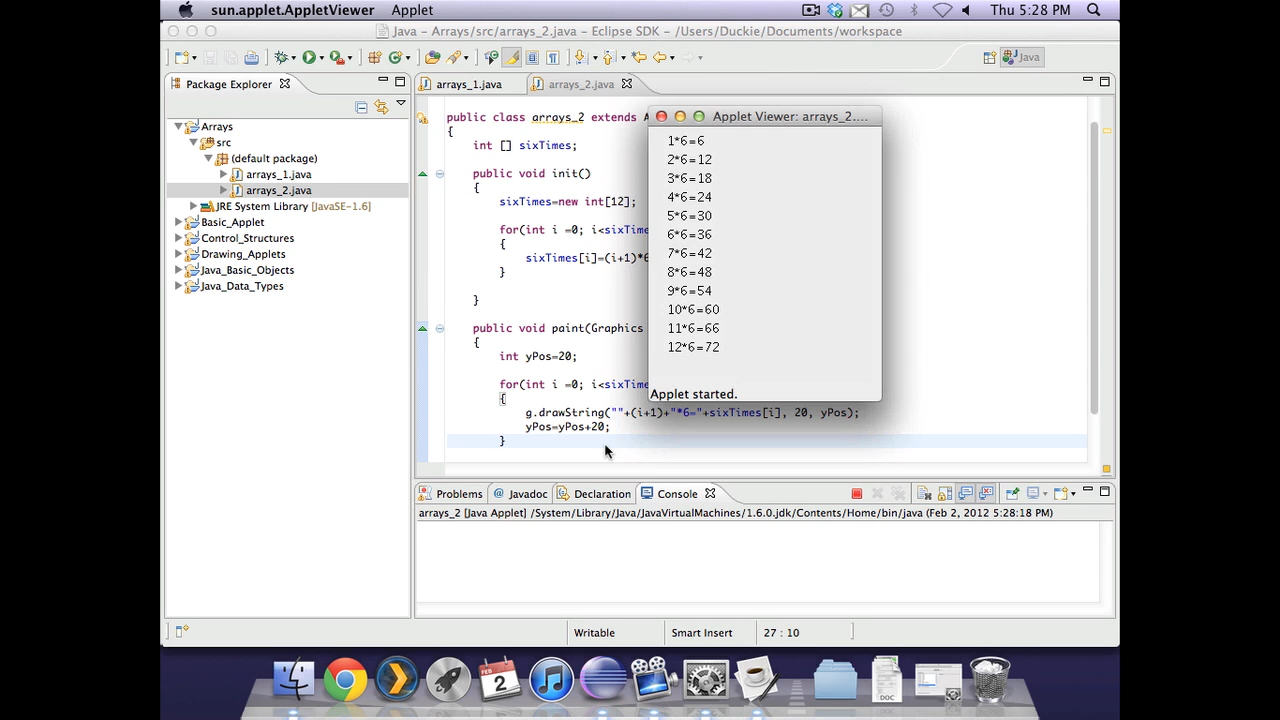 sun.applet.AppletViewer Applet
Thu 5:28 PM
Java – Arrays/src/arrays_2.java – Eclipse SDK – /Users/Duckie/Documents/workspace
Java
Package Explorer
arrays_1.java
arrays_2.java
Arrays
src
(default package)
arrays_1.java
arrays_2.java
JRE System Library [JavaSE-1.6]
Basic_Applet
Control_Structures
Drawing_Applets
Java_Basic_Objects
Java_Data_Types
public class arrays_2 extends A
{
int [] sixTimes;
public void init()
{
sixTimes=new int[12];
for(int i =0; i<sixTime
{
sixTimes[i]=(i+1)*6
}
}
public void paint(Graphics
{
int yPos=20;
for(int i =0; i<sixTime
{
g.drawString(""+(i+1)+"*6="+sixTimes[i], 20, yPos);
yPos=yPos+20;
}
Applet Viewer: arrays_2....
1*6=6
2*6=12
3*6=18
4*6=24
5*6=30
6*6=36
7*6=42
8*6=48
9*6=54
10*6=60
11*6=66
12*6=72
Applet started.
Problems
Javadoc
Declaration
Console
arrays_2 [Java Applet] /System/Library/Java/JavaVirtualMachines/1.6.0.jdk/Contents/Home/bin/java (Feb 2, 2012 5:28:18 PM)
Writable
Smart Insert
27 : 10
FEB
2
DOC